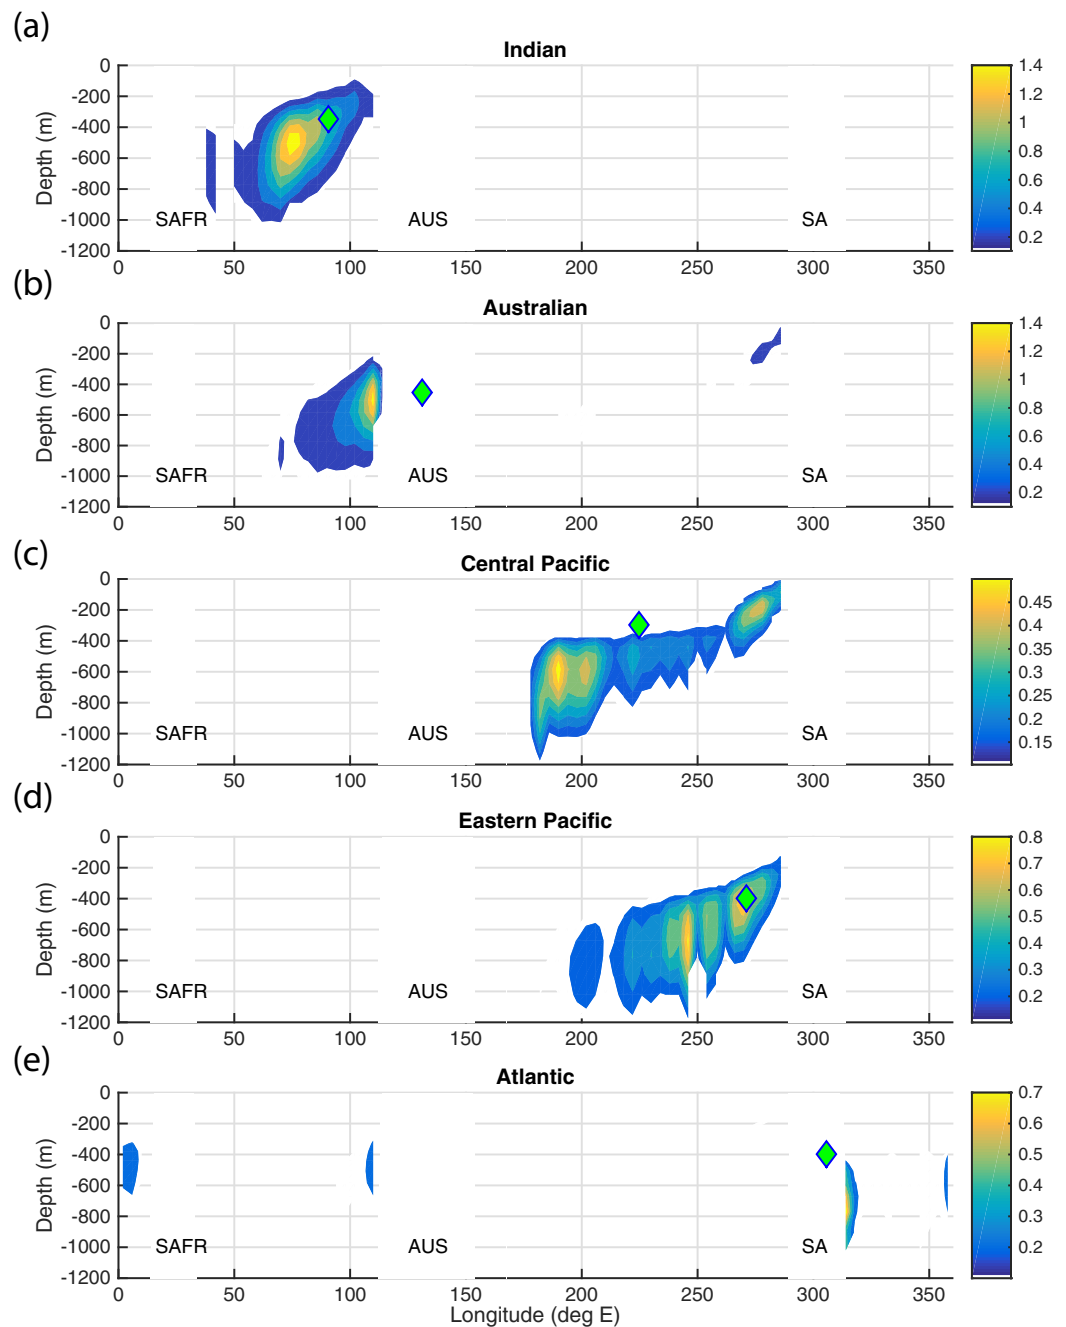 (a)
Indian
0
-200
-400
-600
-800
-1000
-1200
Depth (m)
SAFR AUS SA
0 50 100 150 200 250 300 350
1.4
1.2
1
0.8
0.6
0.4
0.2
(b)
Australian
0
-200
-400
-600
-800
-1000
-1200
Depth (m)
SAFR AUS SA
0 50 100 150 200 250 300 350
1.4
1.2
1
0.8
0.6
0.4
0.2
(c)
Central Pacific
0
-200
-400
-600
-800
-1000
-1200
Depth (m)
SAFR AUS SA
0 50 100 150 200 250 300 350
0.45
0.4
0.35
0.3
0.25
0.2
0.15
(d)
Eastern Pacific
0
-200
-400
-600
-800
-1000
-1200
Depth (m)
SAFR AUS SA
0 50 100 150 200 250 300 350
0.8
0.7
0.6
0.5
0.4
0.3
0.2
(e)
Atlantic
0
-200
-400
-600
-800
-1000
-1200
Depth (m)
SAFR AUS SA
0 50 100 150 200 250 300 350
Longitude (deg E)
0.7
0.6
0.5
0.4
0.3
0.2